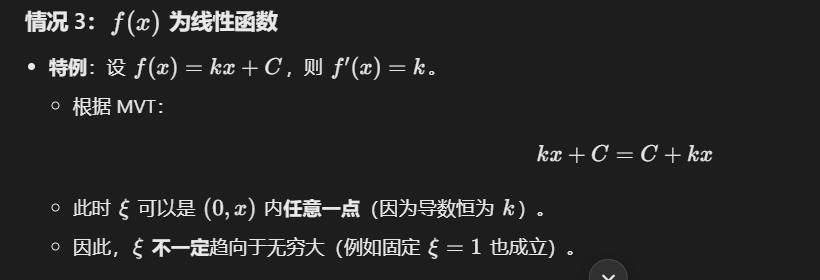 情况 3：f(x) 为线性函数
• 特例：设 f(x) = kx + C，则 f′(x) = k。
◦ 根据 MVT：
kx + C = C + kx
◦ 此时 ξ 可以是 (0, x) 内任意一点（因为导数恒为 k）。
◦ 因此，ξ 不一定趋向于无穷大（例如固定 ξ = 1 也成立）。